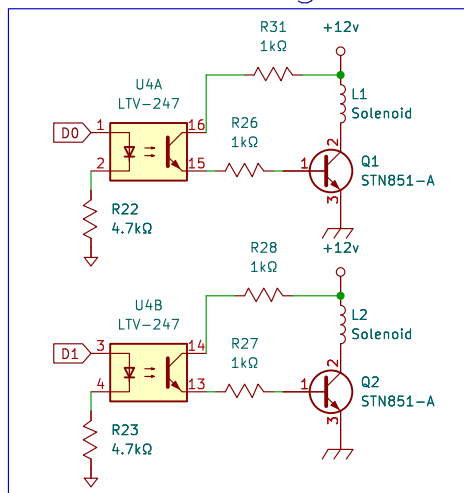 R31
1kΩ
+12v
U4A
LTV-247
L1
Solenoid
D0
1
16
R26
1kΩ
2
2
15
1
Q1
STN851-A
3
R22
4.7kΩ
R28
1kΩ
+12v
U4B
LTV-247
L2
Solenoid
D1
3
14
R27
1kΩ
2
4
13
1
Q2
STN851-A
3
R23
4.7kΩ